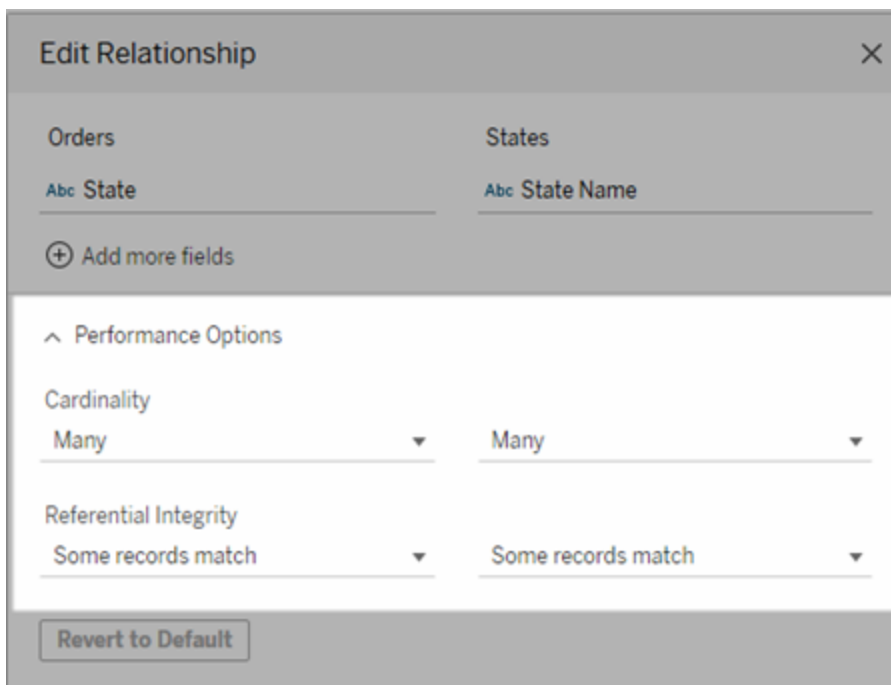 Edit Relationship
Orders States
Abc State Abc State Name
Add more fields
Performance Options
Cardinality
Many Many
Referential Integrity
Some records match Some records match
Revert to Default